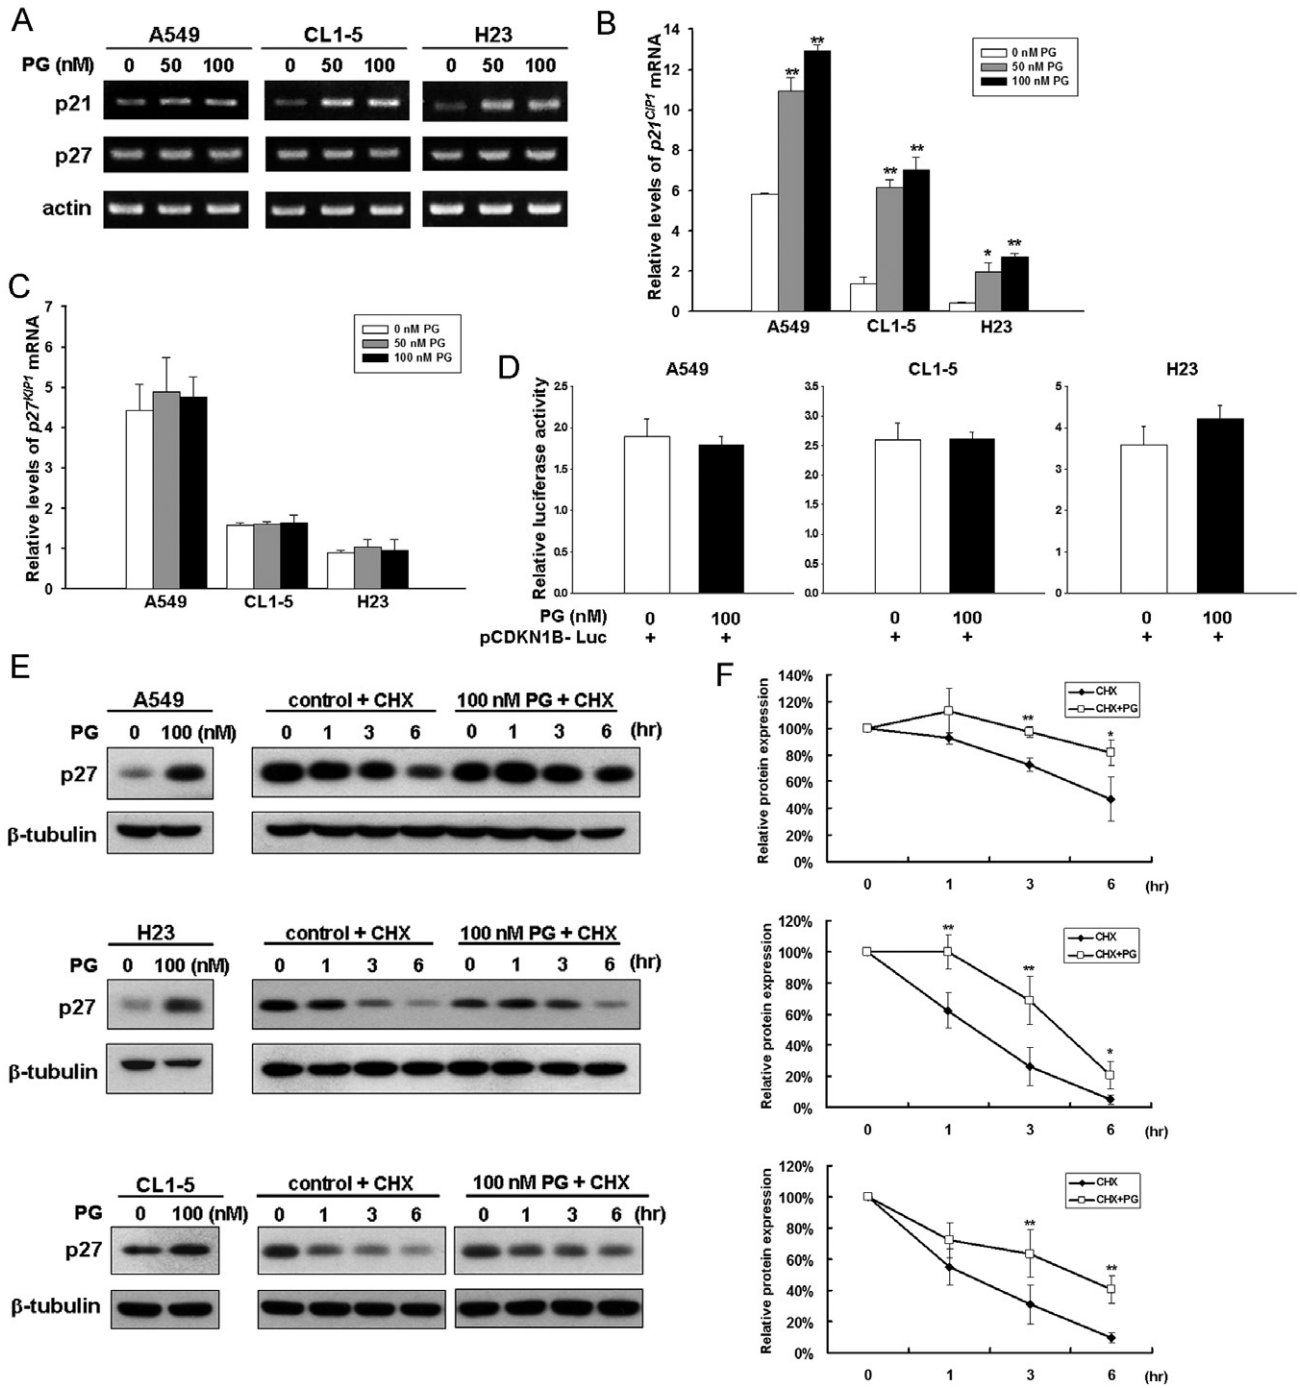 A
A549 CL1-5 H23
PG (nM) 0 50 100 0 50 100 0 50 100
p21
p27
actin
B
Relative levels of p21CIP1 mRNA
14
12
10
8
6
4
2
0
** ** ** ** * **
0 nM PG
50 nM PG
100 nM PG
A549 CL1-5 H23
C
Relative levels of p27KIP1 mRNA
7
6
5
4
3
2
1
0
0 nM PG
50 nM PG
100 nM PG
A549 CL1-5 H23
D
A549 CL1-5 H23
Relative luciferase activity
2.5
2.0
1.5
1.0
0.5
0.0
3.5
3.0
2.5
2.0
1.5
1.0
0.5
0.0
5
4
3
2
1
0
PG (nM) 0 100 0 100 0 100
pCDKN1B- Luc + + + + + +
E
A549 control + CHX 100 nM PG + CHX
PG 0 100 (nM) 0 1 3 6 0 1 3 6 (hr)
p27
β-tubulin
H23 control + CHX 100 nM PG + CHX
PG 0 100 (nM) 0 1 3 6 0 1 3 6 (hr)
p27
β-tubulin
CL1-5 control + CHX 100 nM PG + CHX
PG 0 100 (nM) 0 1 3 6 0 1 3 6 (hr)
p27
β-tubulin
F
Relative protein expression
140%
120%
100%
80%
60%
40%
20%
0%
** *
CHX
CHX+PG
0 1 3 6 (hr)
Relative protein expression
120%
100%
80%
60%
40%
20%
0%
** ** *
CHX
CHX+PG
0 1 3 6 (hr)
Relative protein expression
120%
100%
80%
60%
40%
20%
0%
** **
CHX
CHX+PG
0 1 3 6 (hr)